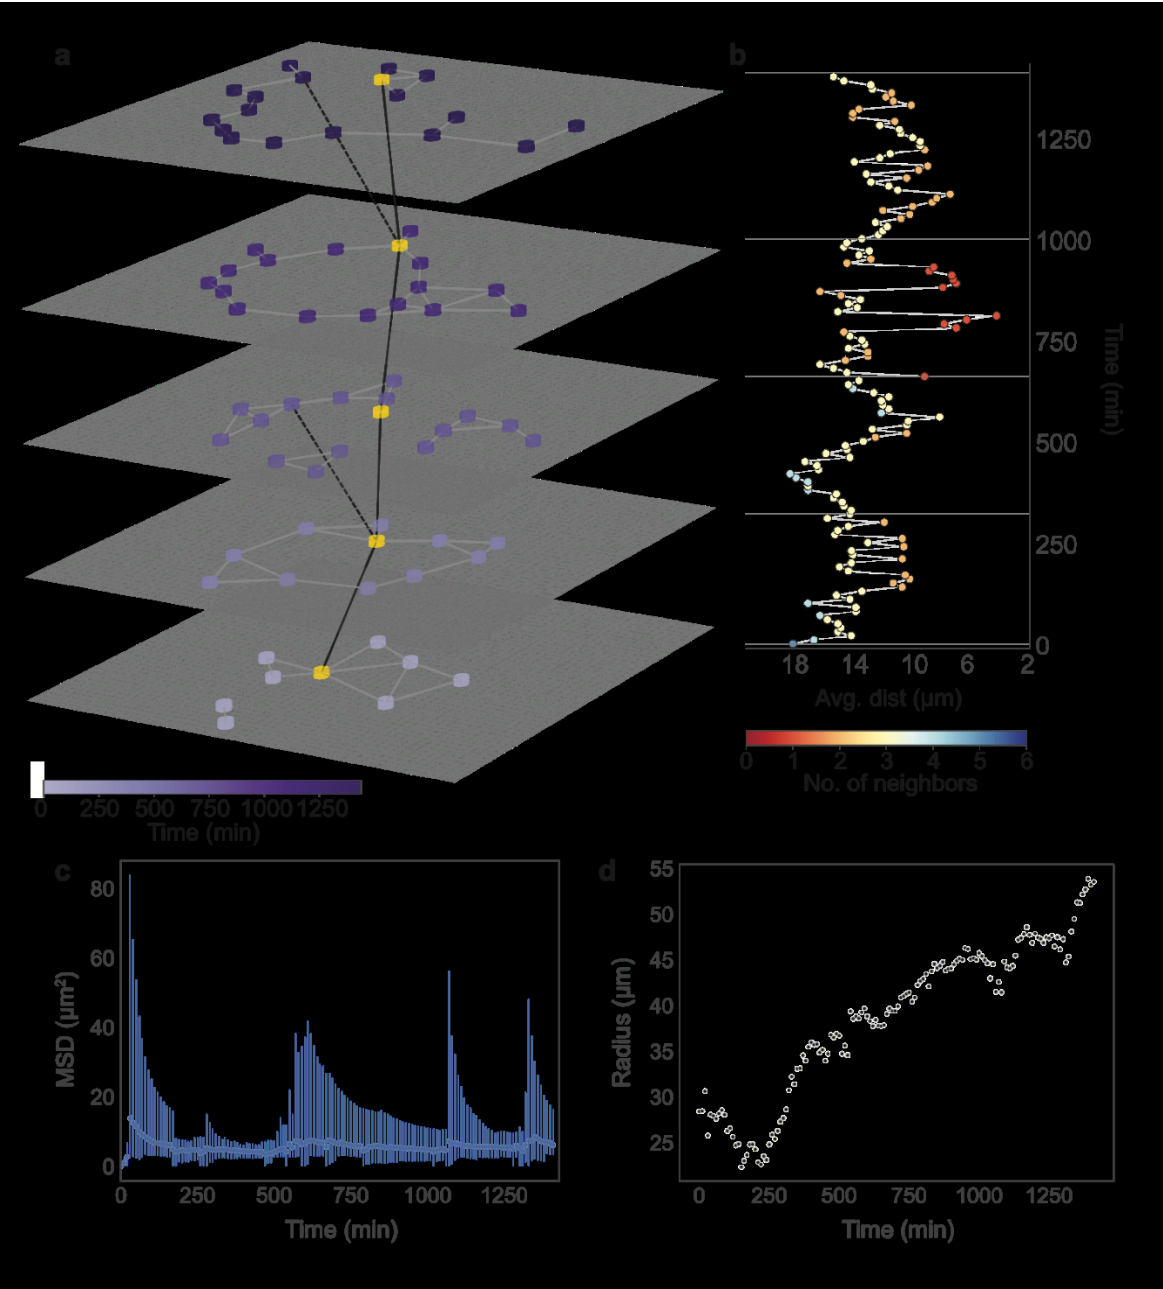 a
b
1250
1000
750
500
250
0
Time (min)
18 14 10 6 2
Avg. dist (µm)
0 1 2 3 4 5 6
No. of neighbors
0 250 500 750 1000 1250
Time (min)
c
80
60
40
20
0
MSD (µm²)
0 250 500 750 1000 1250
Time (min)
d
55
50
45
40
35
30
25
Radius (µm)
0 250 500 750 1000 1250
Time (min)